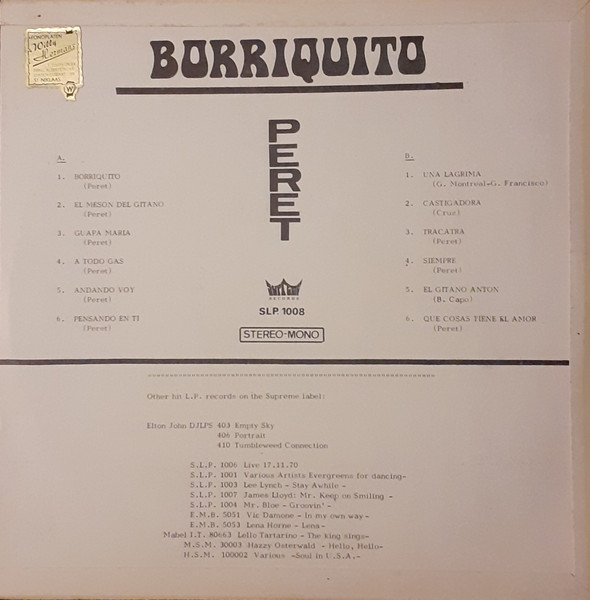 Willy
Hermans
ST NIKLAAS
W
BORRIQUITO
PERET
A.
1. BORRIQUITO
(Peret)
2. EL MESON DEL GITANO
(Peret)
3. GUAPA MARIA
(Peret)
4. A TODO GAS
(Peret)
5. ANDANDO VOY
(Peret)
6. PENSANDO EN TI
(Peret)
B.
1. UNA LAGRIMA
(G. Montreal-G. Francisco)
2. CASTIGADORA
(Cruz)
3. TRACATRA
(Peret)
4. SIEMPRE
(Peret)
5. EL GITANO ANTON
(B. Capo)
6. QUE COSAS TIENE EL AMOR
(Peret)
RECORDS
SLP. 1008
STEREO-MONO
Other hit L.P. records on the Supreme label:
Elton John DJLPS 403 Empty Sky
406 Portrait
410 Tumbleweed Connection
S.L.P. 1006 Live 17.11.70
S.L.P. 1001 Various Artists Evergreens for dancing-
S.L.P. 1003 Lee Lynch - Stay Awhile -
S.L.P. 1007 James Lloyd: Mr. Keep on Smiling -
S.L.P. 1004 Mr. Bloe - Groovin' -
E.M.B. 5051 Vic Damone - In my own way-
E.M.B. 5053 Lena Horne - Lena-
Mabel I.T. 80663 Lello Tartarino - The king sings-
M.S.M. 30003 Hazzy Osterwald - Hello, Hello-
H.S.M. 100002 Various -Soul in U.S.A.-